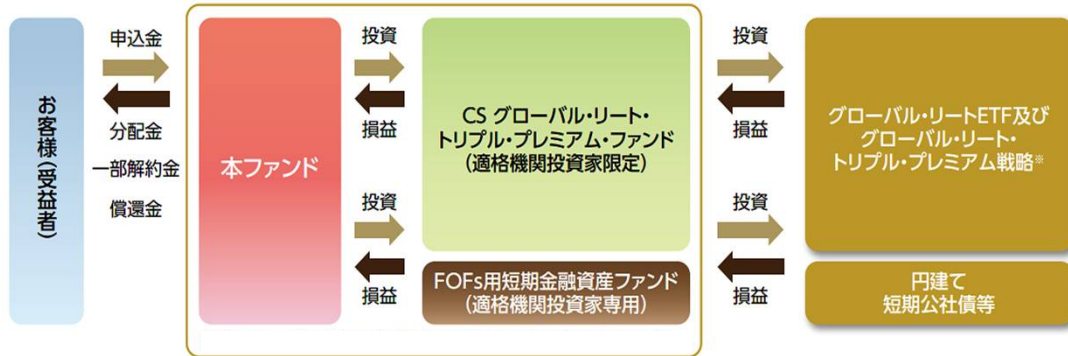 お客様(受益者)
申込金
分配金
一部解約金
償還金
本ファンド
投資
損益
投資
損益
CS グローバル・リート・
トリプル・プレミアム・ファンド
(適格機関投資家限定)
FOFs用短期金融資産ファンド
(適格機関投資家専用)
投資
損益
投資
損益
グローバル・リートETF及び
グローバル・リート・
トリプル・プレミアム戦略※
円建て
短期公社債等